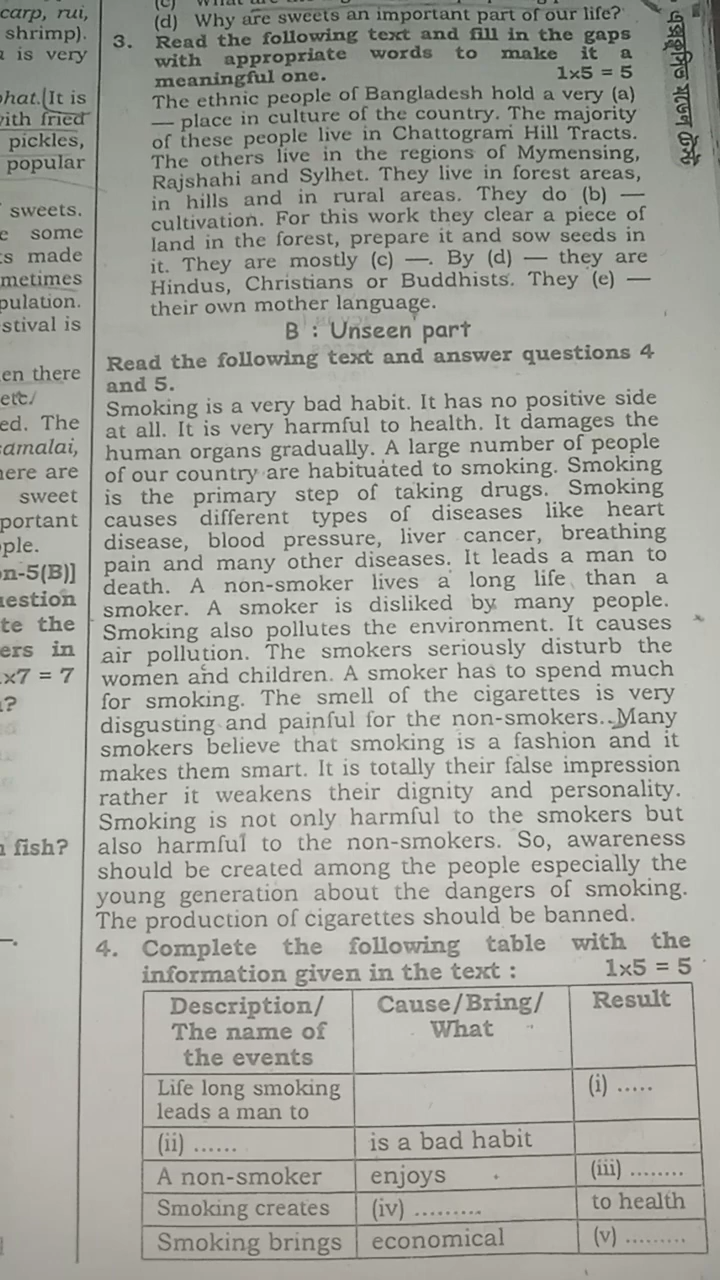 carp, rui,
shrimp).
is very
hat. It is
with fried
pickles,
popular
sweets.
some
made
metimes
pulation.
stival is
en there
etc/
ed. The
amalai,
ere are
sweet
portant
ple.
n-5(B)]
estion
te the
ers in
x7 = 7
?
fish?
(d) Why are sweets an important part of our life?
3. Read the following text and fill in the gaps
with appropriate words to make it a
meaningful one. 1x5 = 5
The ethnic people of Bangladesh hold a very (a)
— place in culture of the country. The majority
of these people live in Chattogram Hill Tracts.
The others live in the regions of Mymensing,
Rajshahi and Sylhet. They live in forest areas,
in hills and in rural areas. They do (b) —
cultivation. For this work they clear a piece of
land in the forest, prepare it and sow seeds in
it. They are mostly (c) —. By (d) — they are
Hindus, Christians or Buddhists. They (e) —
their own mother language.
B : Unseen part
Read the following text and answer questions 4
and 5.
Smoking is a very bad habit. It has no positive side
at all. It is very harmful to health. It damages the
human organs gradually. A large number of people
of our country are habituated to smoking. Smoking
is the primary step of taking drugs. Smoking
causes different types of diseases like heart
disease, blood pressure, liver cancer, breathing
pain and many other diseases. It leads a man to
death. A non-smoker lives a long life than a
smoker. A smoker is disliked by many people.
Smoking also pollutes the environment. It causes
air pollution. The smokers seriously disturb the
women and children. A smoker has to spend much
for smoking. The smell of the cigarettes is very
disgusting and painful for the non-smokers. Many
smokers believe that smoking is a fashion and it
makes them smart. It is totally their false impression
rather it weakens their dignity and personality.
Smoking is not only harmful to the smokers but
also harmful to the non-smokers. So, awareness
should be created among the people especially the
young generation about the dangers of smoking.
The production of cigarettes should be banned.
4. Complete the following table with the
information given in the text : 1x5 = 5
Description/ Cause/Bring/ Result
The name of What
the events
Life long smoking (i) .....
leads a man to
(ii) ...... is a bad habit
A non-smoker enjoys (iii) ........
Smoking creates (iv) ......... to health
Smoking brings economical (v) .........